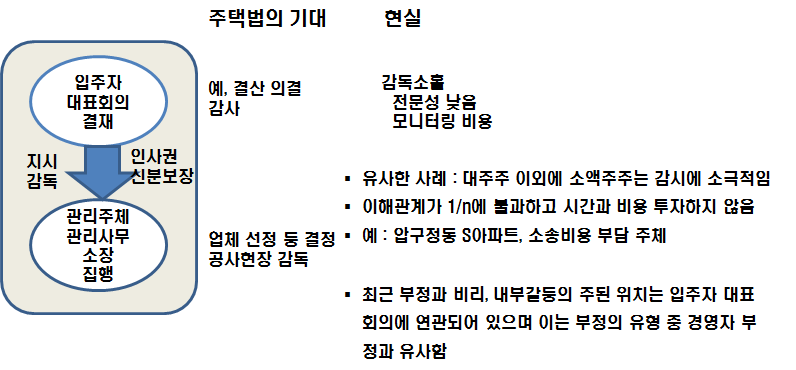 주택법의 기대
현실
입주자
대표회의
결재
예, 결산 의결
감사
감독소홀
전문성 낮음
모니터링 비용
지시
감독
인사권
신분보장
관리주체
관리사무
소장
집행
업체 선정 등 결정
공사현장 감독
▪ 유사한 사례 : 대주주 이외에 소액주주는 감시에 소극적임
▪ 이해관계가 1/n에 불과하고 시간과 비용 투자하지 않음
▪ 예 : 압구정동 S아파트, 소송비용 부담 주체
▪ 최근 부정과 비리, 내부갈등의 주된 위치는 입주자 대표
회의에 연관되어 있으며 이는 부정의 유형 중 경영자 부
정과 유사함